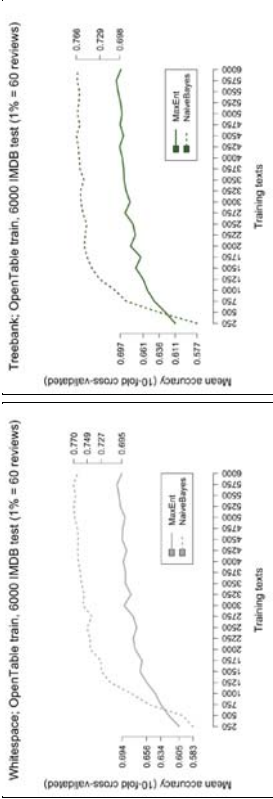 Whitespace; OpenTable train, 6000 IMDB test (1% = 60 reviews)
Mean accuracy (10-fold cross-validated)
0.694
0.656
0.634
0.605
0.583
0.770
0.749
0.727
0.695
MaxEnt
NaiveBayes
250 500 750 1000 1250 1500 1750 2000 2250 2500 2750 3000 3250 3500 3750 4000 4250 4500 4750 5000 5250 5500 5750 6000
Training texts
Treebank; OpenTable train, 6000 IMDB test (1% = 60 reviews)
Mean accuracy (10-fold cross-validated)
0.697
0.661
0.636
0.611
0.577
0.766
0.729
0.698
MaxEnt
NaiveBayes
250 500 750 1000 1250 1500 1750 2000 2250 2500 2750 3000 3250 3500 3750 4000 4250 4500 4750 5000 5250 5500 5750 6000
Training texts